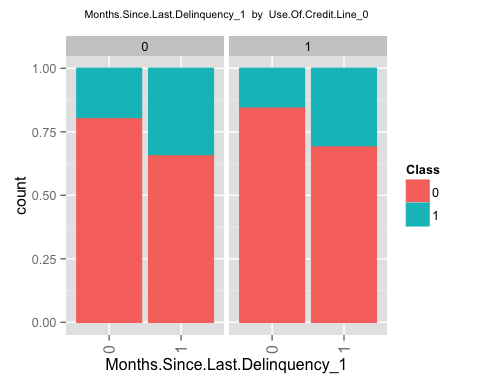 Months.Since.Last.Delinquency_1 by Use.Of.Credit.Line_0
0 1
1.00
0.75
0.50
0.25
0.00
count
0 1 0 1
Months.Since.Last.Delinquency_1
Class
0
1